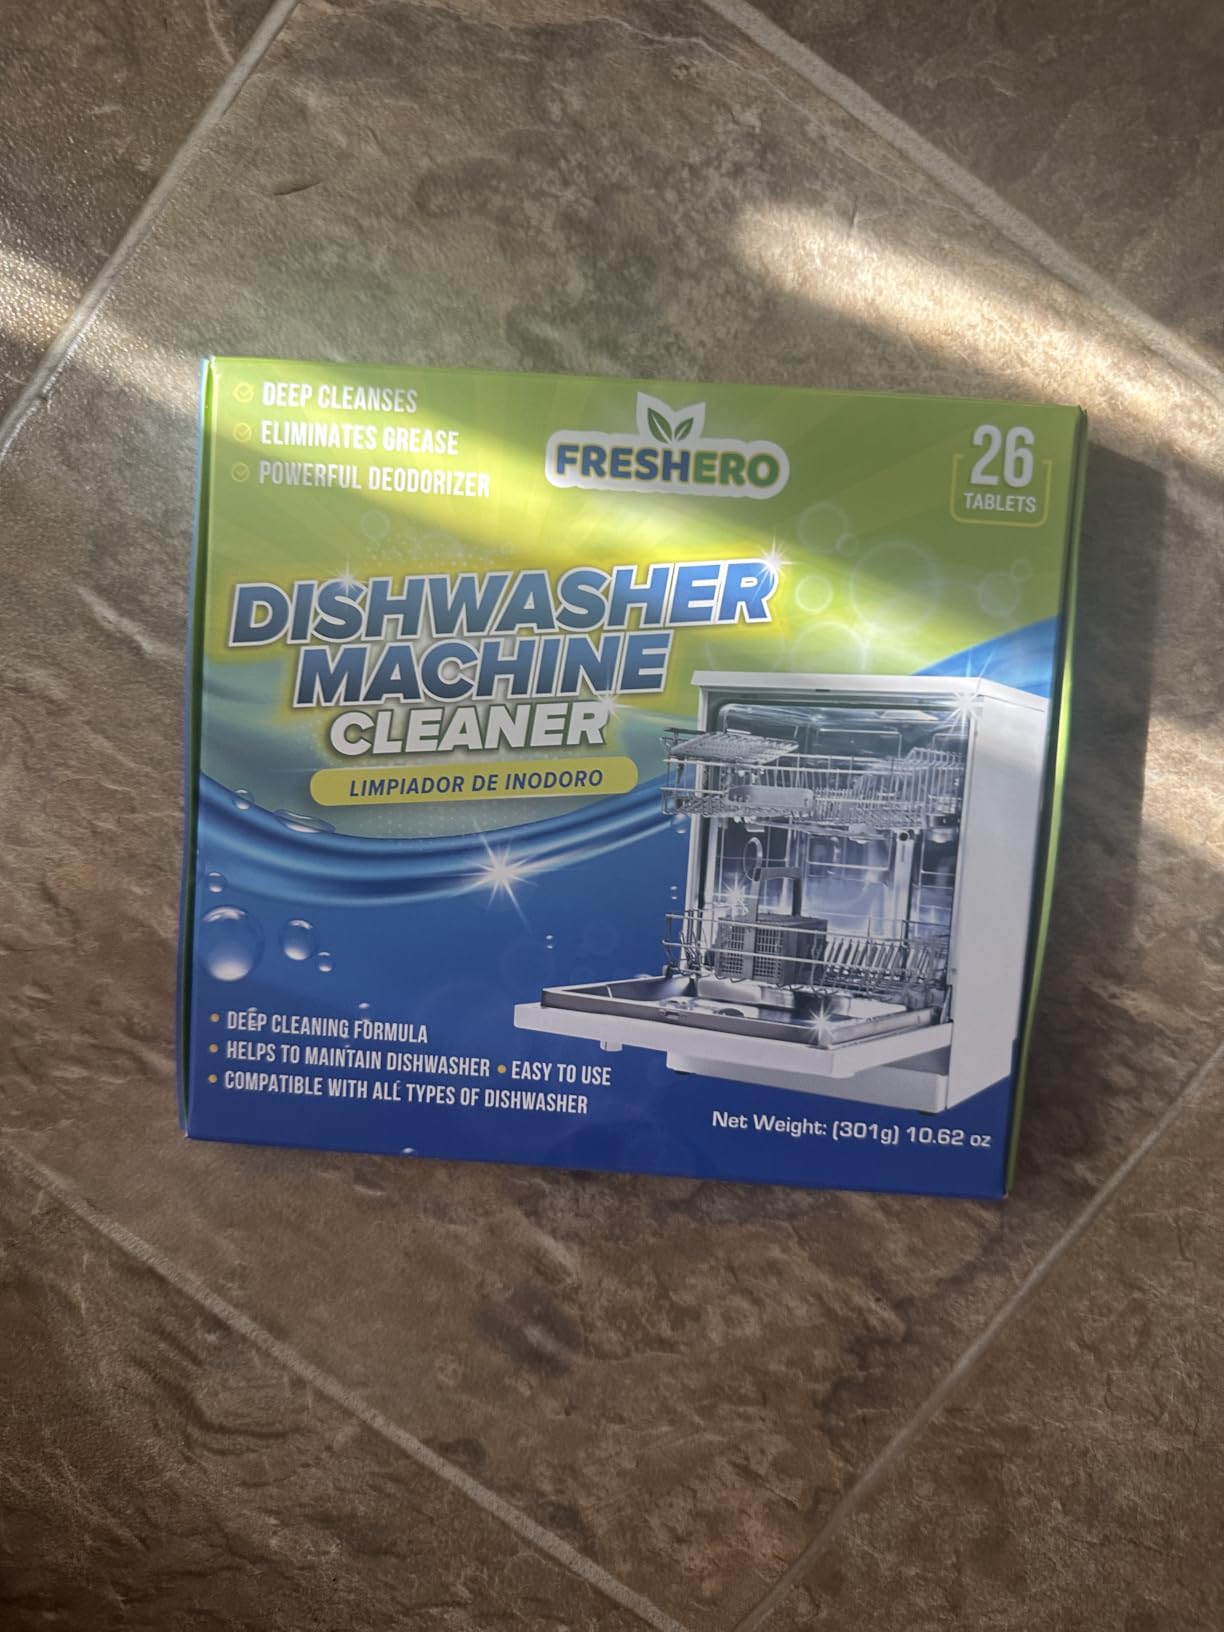 DEEP CLEANSES
ELIMINATES GREASE
POWERFUL DEODORIZER
FRESHERO
26
TABLETS
DISHWASHER
MACHINE
CLEANER
LIMPIADOR DE INODORO
• DEEP CLEANING FORMULA
• HELPS TO MAINTAIN DISHWASHER • EASY TO USE
• COMPATIBLE WITH ALL TYPES OF DISHWASHER
Net Weight: (301g) 10.62 oz